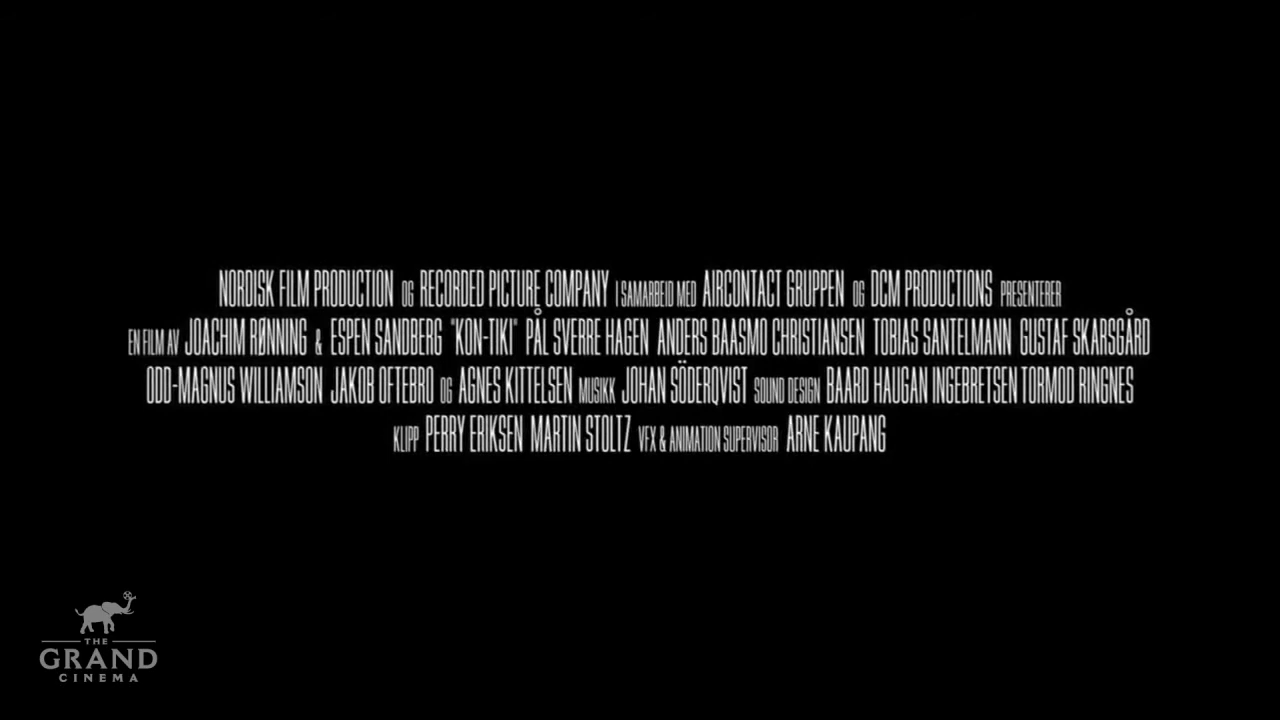 NORDISK FILM PRODUCTION OG RECORDED PICTURE COMPANY I SAMARBEID MED AIRCONTACT GRUPPEN OG DCM PRODUCTIONS PRESENTERER
EN FILM AV JOACHIM RØNNING & ESPEN SANDBERG "KON-TIKI" PÅL SVERRE HAGEN ANDERS BAASMO CHRISTIANSEN TOBIAS SANTELMANN GUSTAF SKARSGÅRD
ODD-MAGNUS WILLIAMSON JAKOB OFTEBRO OG AGNES KITTELSEN MUSIKK JOHAN SÖDERQVIST SOUND DESIGN BAARD HAUGAN INGEBRETSEN TORMOD RINGNES
KLIPP PERRY ERIKSEN MARTIN STOLTZ VFX & ANIMATION SUPERVISOR ARNE KAUPANG
THE
GRAND
CINEMA